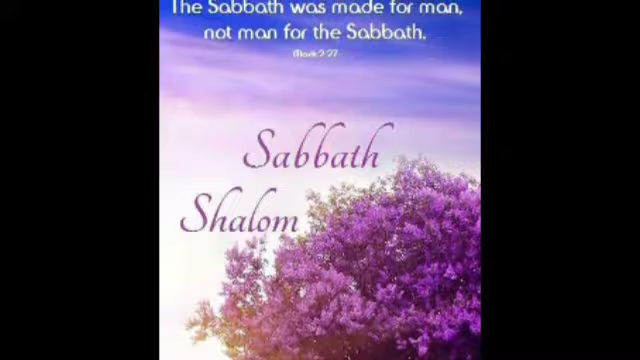 The Sabbath was made for man,
not man for the Sabbath.
Mark 2:27
Sabbath
Shalom